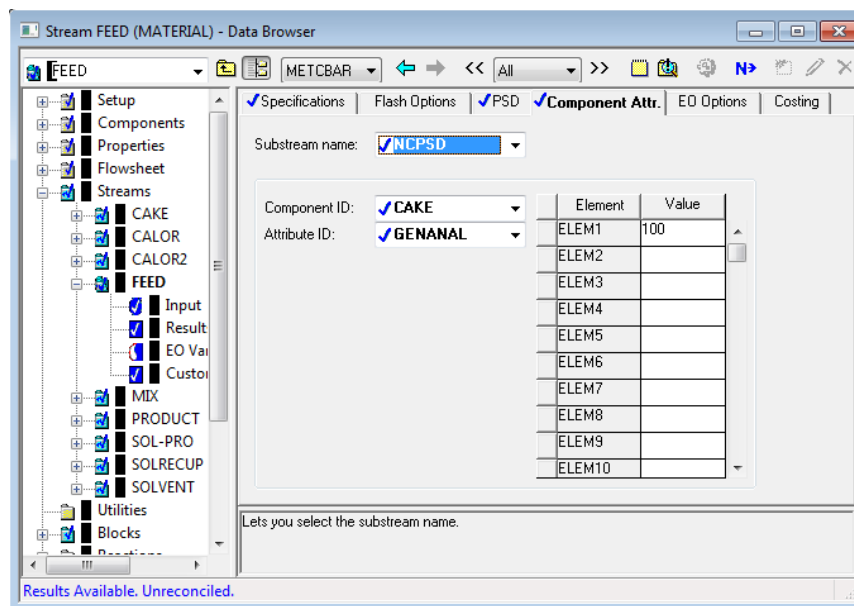 Stream FEED (MATERIAL) - Data Browser
FEED METCBAR << All >> N>
Setup
Components
Properties
Flowsheet
Streams
CAKE
CALOR
CALOR2
FEED
Input
Result
EO Var
Custor
MIX
PRODUCT
SOL-PRO
SOLRECUP
SOLVENT
Utilities
Blocks
Specifications Flash Options PSD Component Attr. EO Options Costing
Substream name: NCPSD
Component ID: CAKE
Attribute ID: GENANAL
Element Value
ELEM1 100
ELEM2
ELEM3
ELEM4
ELEM5
ELEM6
ELEM7
ELEM8
ELEM9
ELEM10
Lets you select the substream name.
Results Available. Unreconciled.